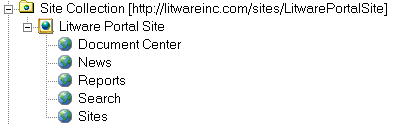 Site Collection [http://litwareinc.com/sites/LitwarePortalSite]
Litware Portal Site
Document Center
News
Reports
Search
Sites